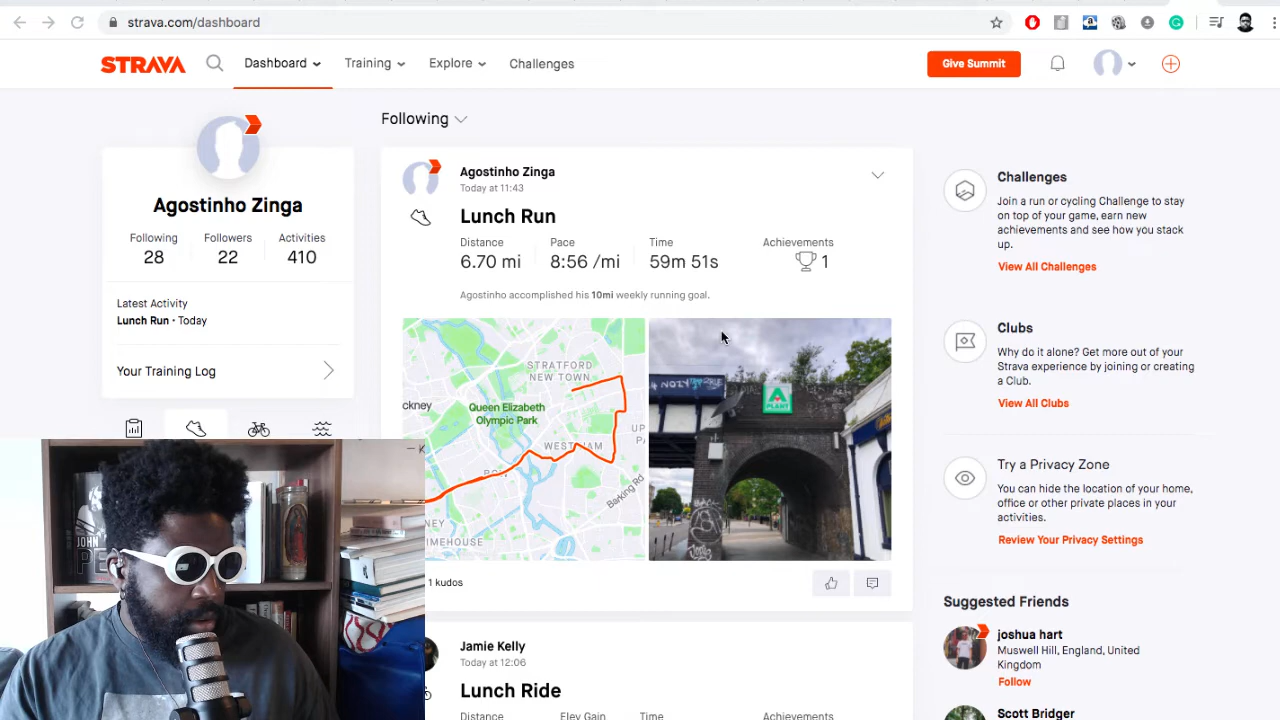 strava.com/dashboard
STRAVA
Dashboard
Training
Explore
Challenges
Give Summit
Agostinho Zinga
Following
Followers
Activities
28
22
410
Latest Activity
Lunch Run • Today
Your Training Log
Following
Agostinho Zinga
Today at 11:43
Lunch Run
Distance
Pace
Time
Achievements
6.70 mi
8:56 /mi
59m 51s
1
Agostinho accomplished his 10mi weekly running goal.
STRATFORD
NEW TOWN
ckney
Queen Elizabeth
Olympic Park
UP
PA
Barking Rd
NEY
IMEHOUSE
A
PLANT
1 kudos
Jamie Kelly
Today at 12:06
Lunch Ride
Distance
Elev Gain
Time
Achievements
Challenges
Join a run or cycling Challenge to stay
on top of your game, earn new
achievements and see how you stack
up.
View All Challenges
Clubs
Why do it alone? Get more out of your
Strava experience by joining or creating
a Club.
View All Clubs
Try a Privacy Zone
You can hide the location of your home,
office or other private places in your
activities.
Review Your Privacy Settings
Suggested Friends
joshua hart
Muswell Hill, England, United
Kingdom
Follow
Scott Bridger
JOHN
PE